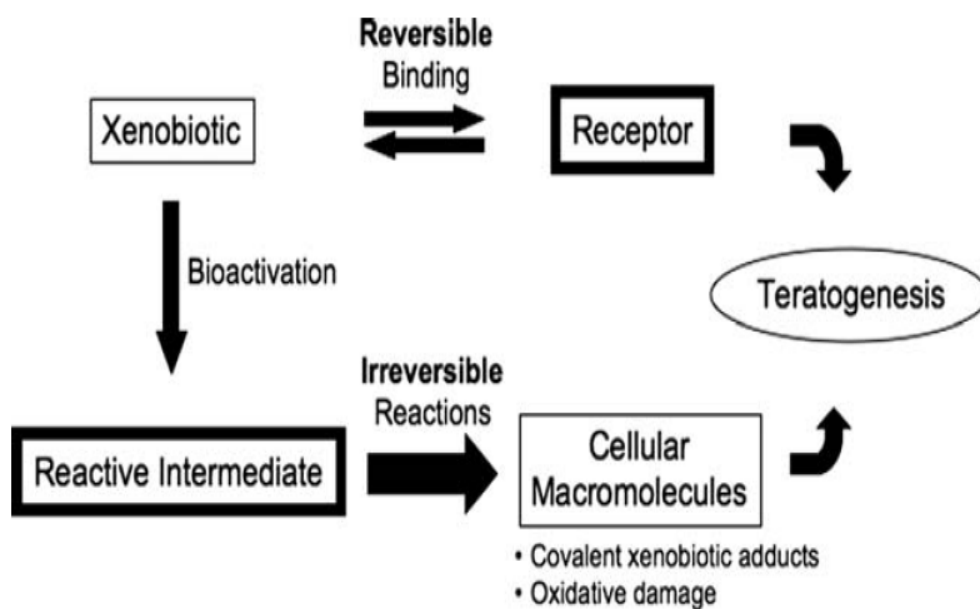 Reversible
Binding
Xenobiotic
Receptor
Bioactivation
Teratogenesis
Irreversible
Reactions
Reactive Intermediate
Cellular
Macromolecules
• Covalent xenobiotic adducts
• Oxidative damage